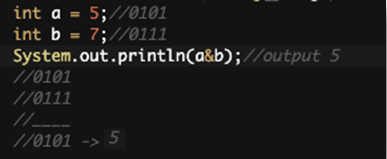 int a = 5;//0101
int b = 7;//0111
System.out.println(a&b);//output 5
//0101
//0111
//____
//0101 -> 5